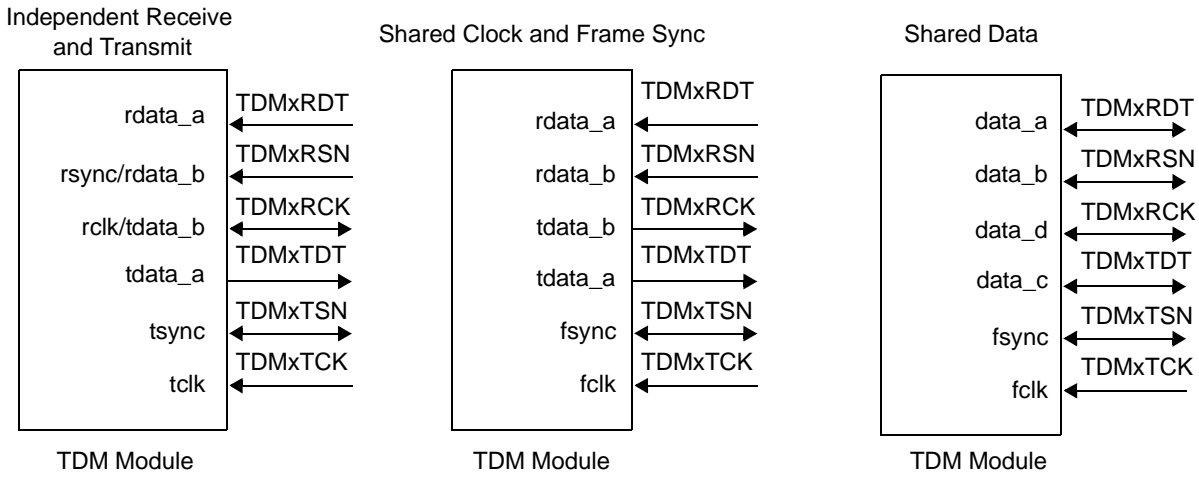 Independent Receive
and Transmit
rdata_a
TDMxRDT
rsync/rdata_b
TDMxRSN
rclk/tdata_b
TDMxRCK
tdata_a
TDMxTDT
tsync
TDMxTSN
tclk
TDMxTCK
TDM Module
Shared Clock and Frame Sync
rdata_a
TDMxRDT
rdata_b
TDMxRSN
tdata_b
TDMxRCK
tdata_a
TDMxTDT
fsync
TDMxTSN
fclk
TDMxTCK
TDM Module
Shared Data
data_a
TDMxRDT
data_b
TDMxRSN
data_d
TDMxRCK
data_c
TDMxTDT
fsync
TDMxTSN
fclk
TDMxTCK
TDM Module